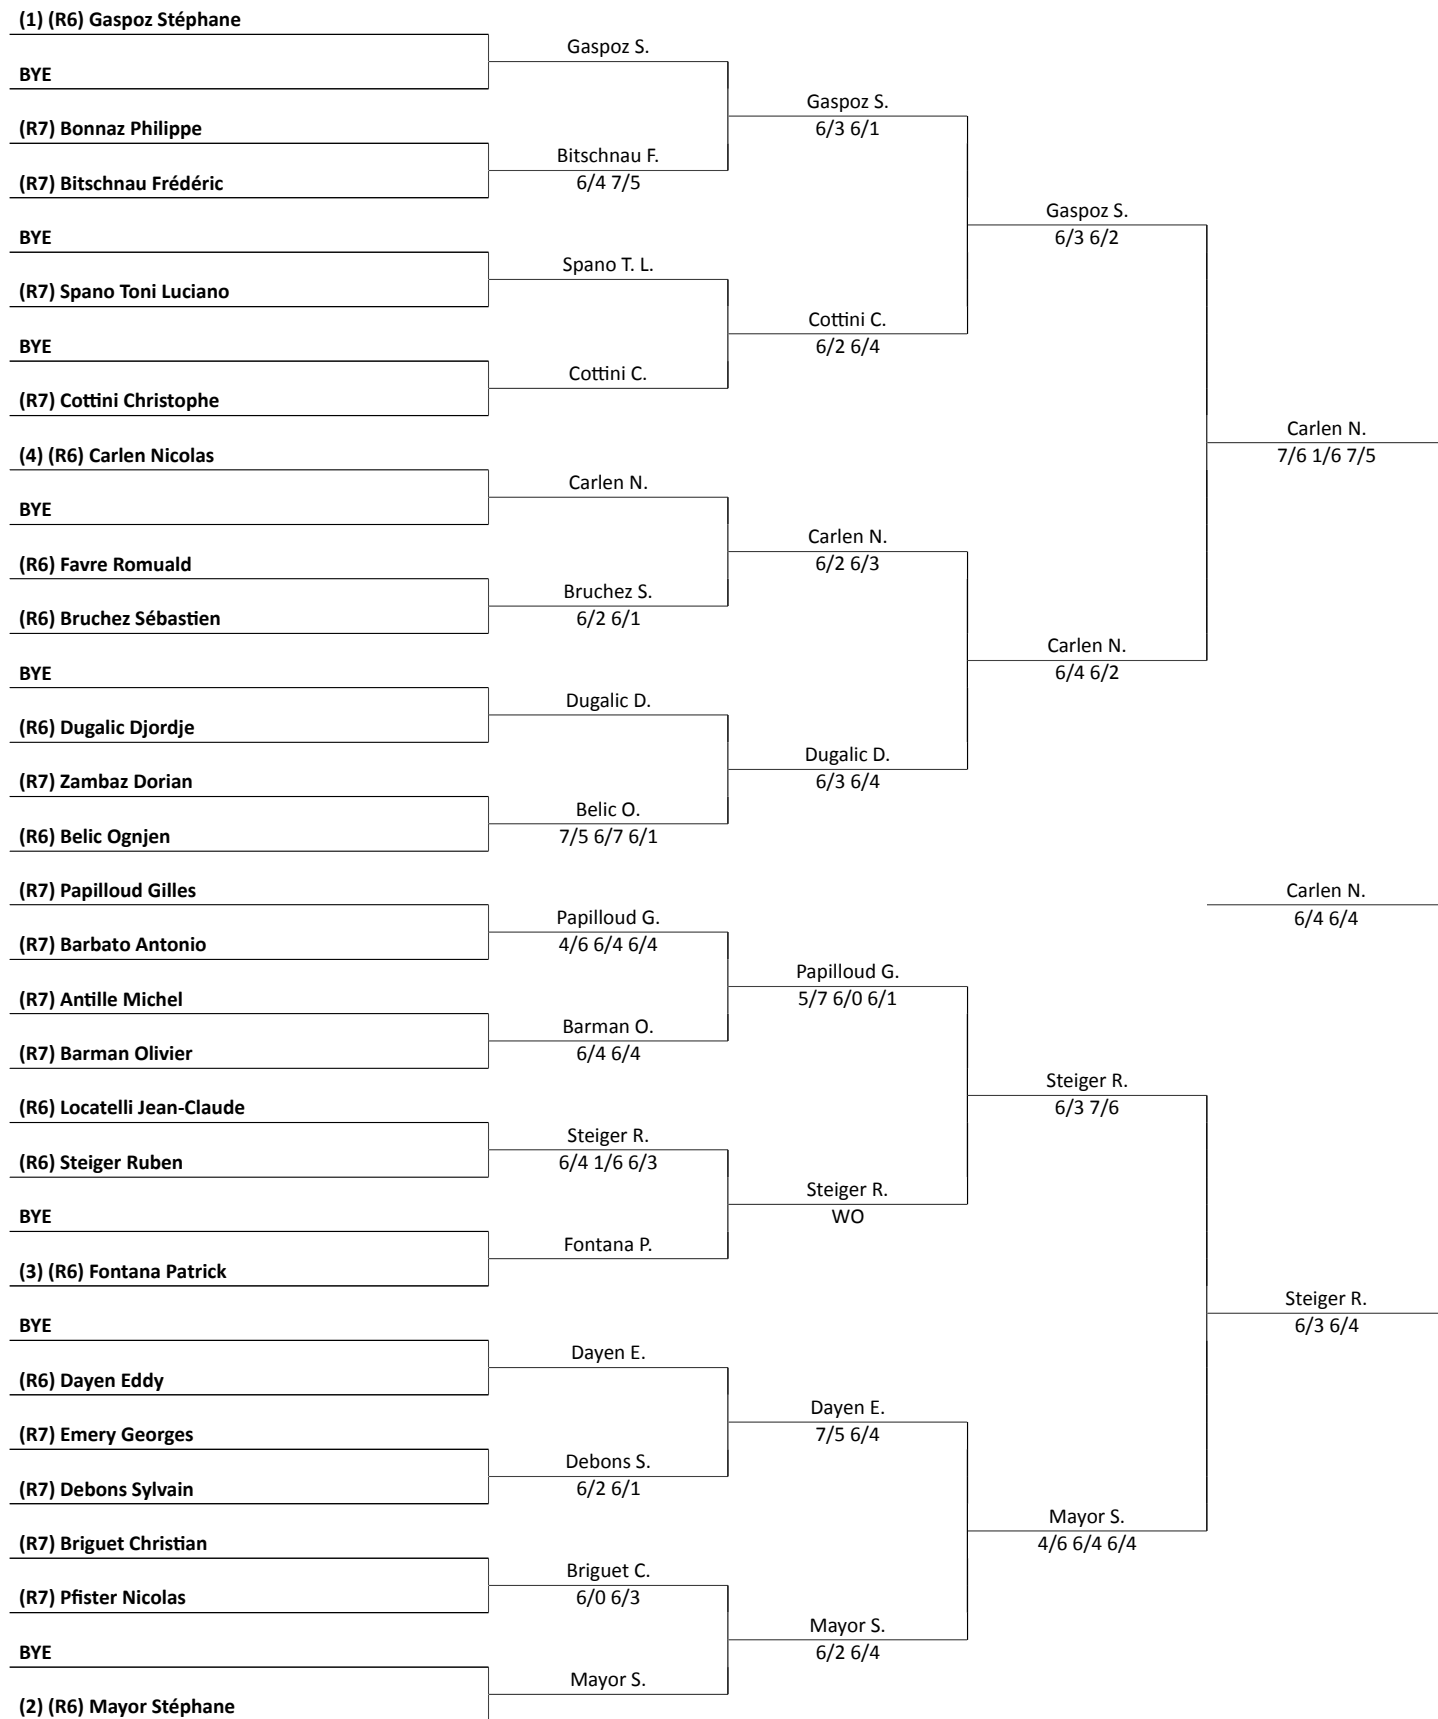 (1) (R6) Gaspoz Stéphane
BYE
(R7) Bonnaz Philippe
(R7) Bitschnau Frédéric
BYE
(R7) Spano Toni Luciano
BYE
(R7) Cottini Christophe
(4) (R6) Carlen Nicolas
BYE
(R6) Favre Romuald
(R6) Bruchez Sébastien
BYE
(R6) Dugalic Djordje
(R7) Zambaz Dorian
(R6) Belic Ognjen
(R7) Papilloud Gilles
(R7) Barbato Antonio
(R7) Antille Michel
(R7) Barman Olivier
(R6) Locatelli Jean-Claude
(R6) Steiger Ruben
BYE
(3) (R6) Fontana Patrick
BYE
(R6) Dayen Eddy
(R7) Emery Georges
(R7) Debons Sylvain
(R7) Briguet Christian
(R7) Pfister Nicolas
BYE
(2) (R6) Mayor Stéphane
Gaspoz S.
Bitschnau F.
6/4 7/5
Spano T. L.
Cottini C.
Carlen N.
Bruchez S.
6/2 6/1
Dugalic D.
Belic O.
7/5 6/7 6/1
Papilloud G.
4/6 6/4 6/4
Barman O.
6/4 6/4
Steiger R.
6/4 1/6 6/3
Fontana P.
Dayen E.
Debons S.
6/2 6/1
Briguet C.
6/0 6/3
Mayor S.
Gaspoz S.
6/3 6/1
Cottini C.
6/2 6/4
Carlen N.
6/2 6/3
Dugalic D.
6/3 6/4
Papilloud G.
5/7 6/0 6/1
Steiger R.
WO
Dayen E.
7/5 6/4
Mayor S.
6/2 6/4
Gaspoz S.
6/3 6/2
Carlen N.
6/4 6/2
Steiger R.
6/3 7/6
Mayor S.
4/6 6/4 6/4
Carlen N.
7/6 1/6 7/5
Carlen N.
6/4 6/4
Steiger R.
6/3 6/4